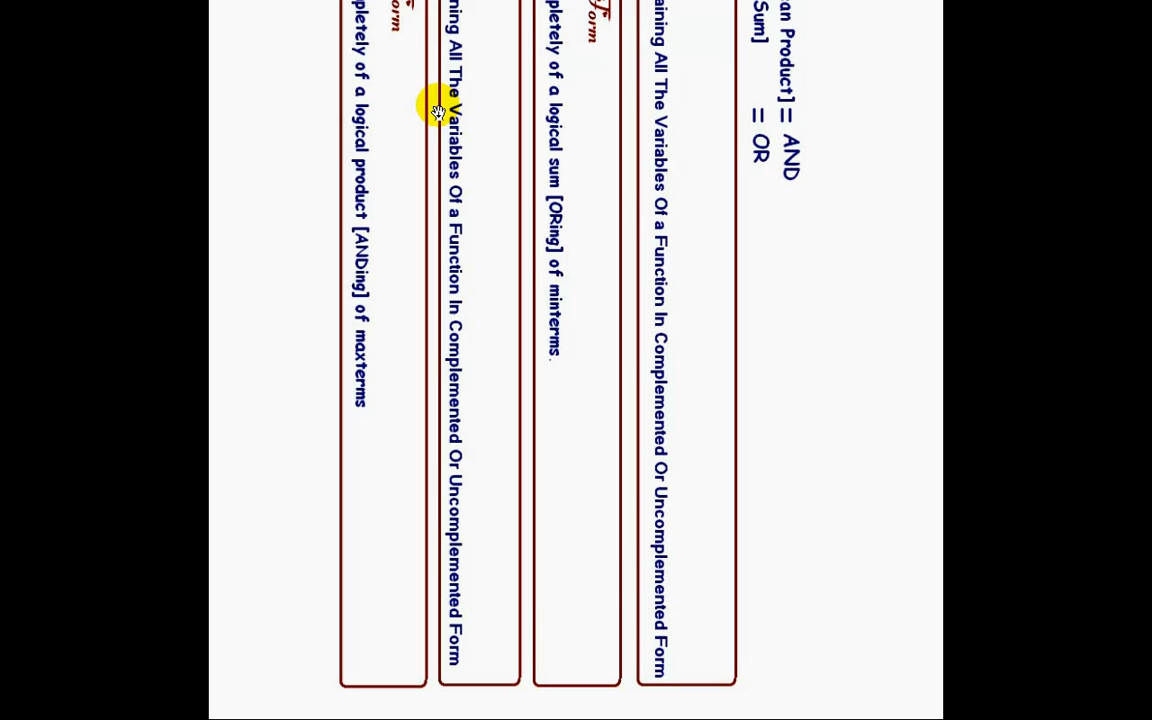 an Product] = AND
Sum] = OR
aining All The Variables Of a Function In Complemented Or Uncomplemented Form
Form
pletely of a logical sum [ORing] of minterms.
ning All The Variables Of a Function In Complemented Or Uncomplemented Form
orm
pletely of a logical product [ANDing] of maxterms